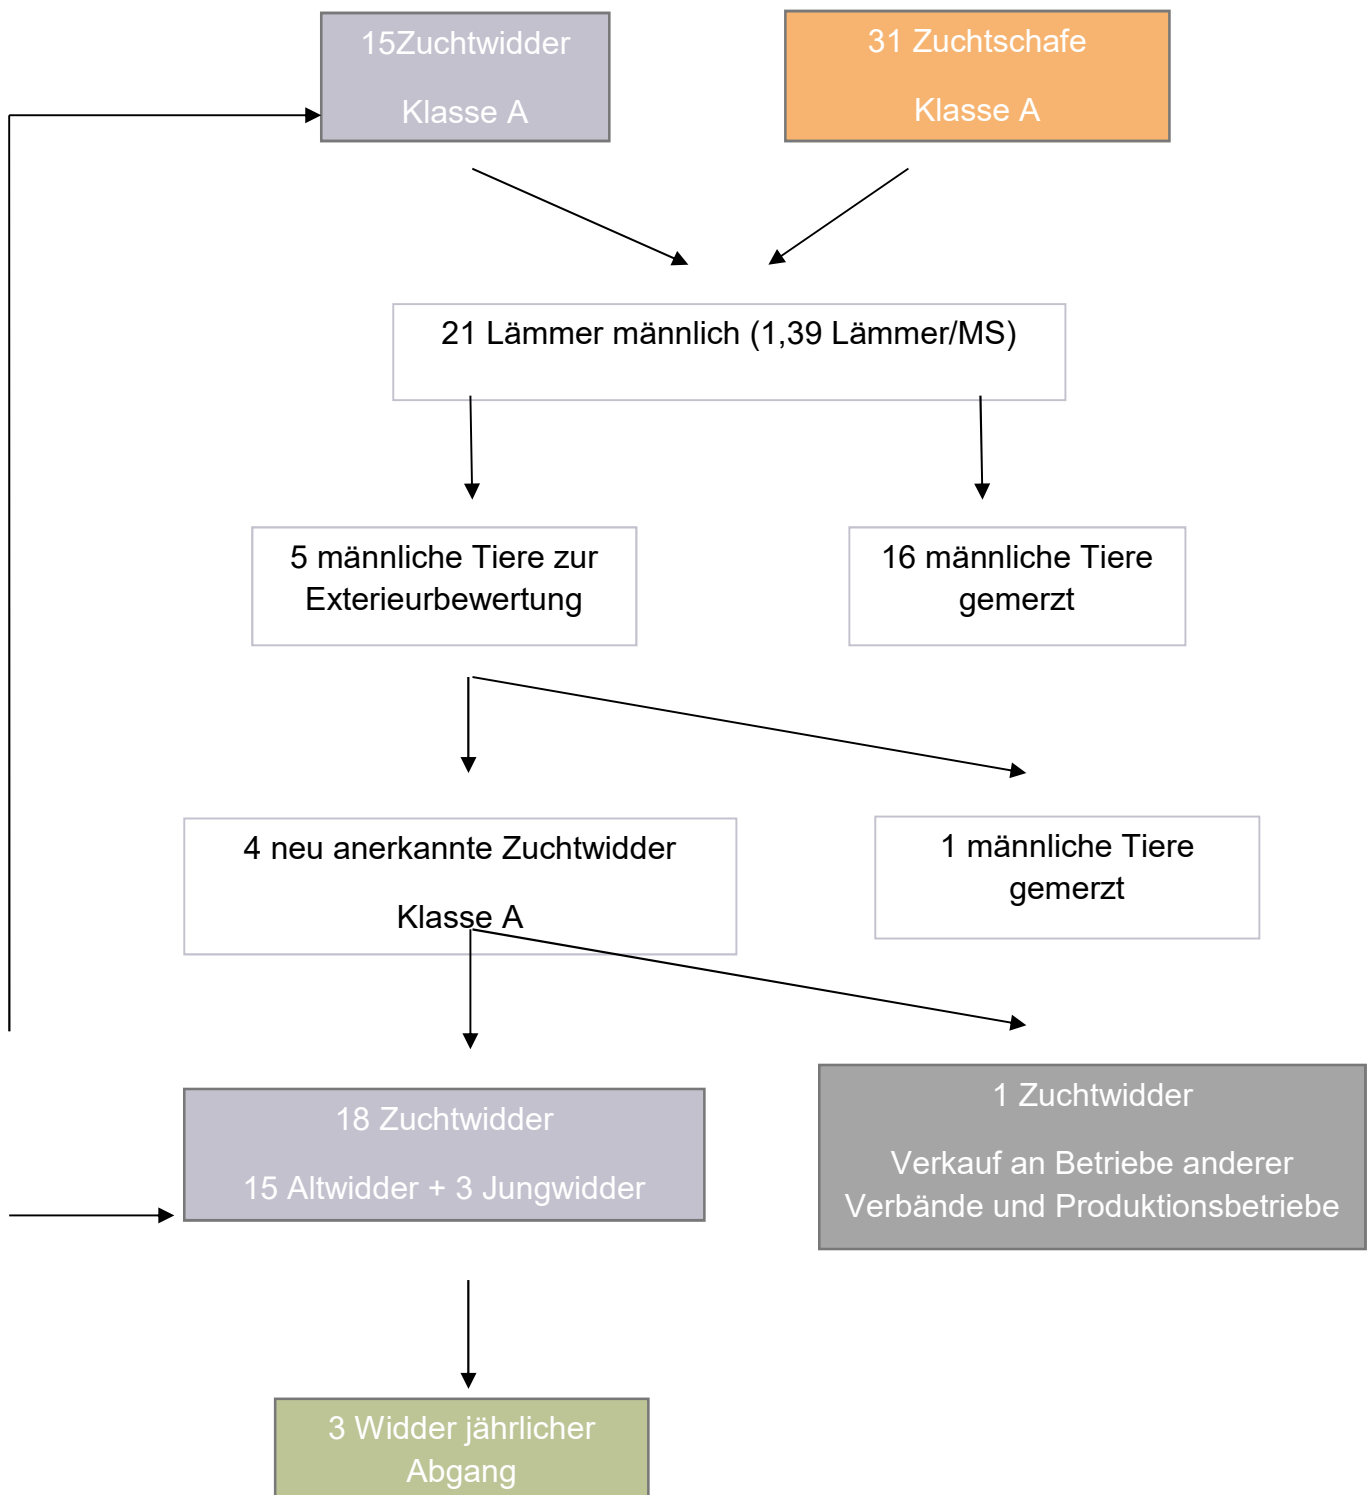 15Zuchtwidder
Klasse A
31 Zuchtschafe
Klasse A
21 Lämmer männlich (1,39 Lämmer/MS)
5 männliche Tiere zur
Exterieurbewertung
16 männliche Tiere
gemerzt
4 neu anerkannte Zuchtwidder
Klasse A
1 männliche Tiere
gemerzt
18 Zuchtwidder
15 Altwidder + 3 Jungwidder
1 Zuchtwidder
Verkauf an Betriebe anderer
Verbände und Produktionsbetriebe
3 Widder jährlicher
Abgang